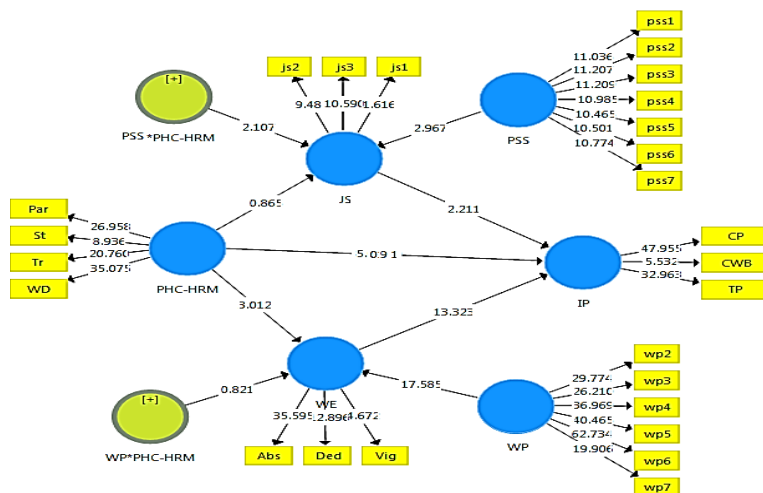 [+]
PSS *PHC-HRM
js2
js3
js1
9.48
10.590
1.616
2.107
JS
2.967
PSS
11.036
11.207
11.209
10.985
10.465
10.501
10.774
pss1
pss2
pss3
pss4
pss5
pss6
pss7
Par
St
Tr
WD
26.958
8.936
20.760
35.075
PHC-HRM
0.865
5.091
3.012
2.211
13.323
IP
47.955
5.532
32.963
CP
CWB
TP
[+]
WP*PHC-HRM
0.821
WE
35.595
2.896
4.672
Abs
Ded
Vig
17.585
WP
29.774
26.210
36.969
40.465
62.734
19.906
wp2
wp3
wp4
wp5
wp6
wp7